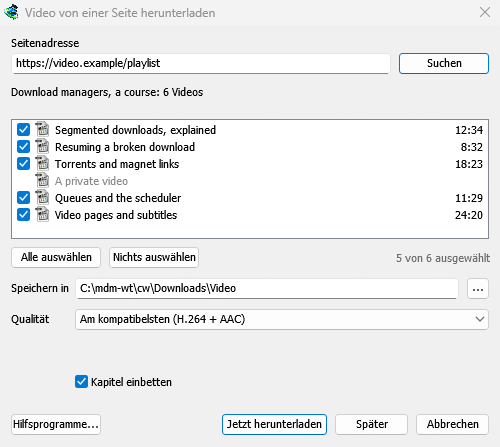 Video von einer Seite herunterladen
Seitenadresse
https://video.example/playlist
Suchen
Download managers, a course: 6 Videos
Segmented downloads, explained 12:34
Resuming a broken download 8:32
Torrents and magnet links 18:23
A private video
Queues and the scheduler 11:29
Video pages and subtitles 24:20
Alle auswählen Nichts auswählen 5 von 6 ausgewählt
Speichern in C:\mdm-wt\cw\Downloads\Video ...
Qualität Am kompatibelsten (H.264 + AAC)
Kapitel einbetten
Hilfsprogramme... Jetzt herunterladen Später Abbrechen